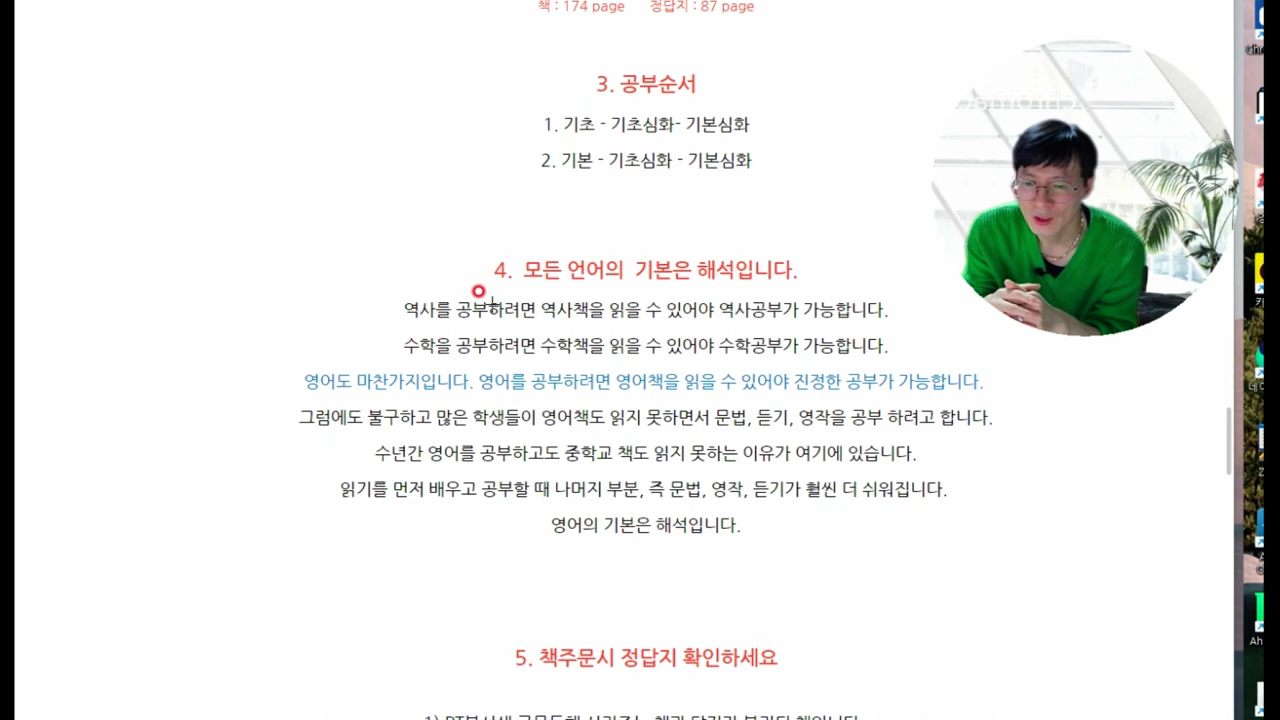 책 : 174 page 정답지 : 87 page
3. 공부순서
1. 기초 - 기초심화- 기본심화
2. 기본 - 기초심화 - 기본심화
4. 모든 언어의 기본은 해석입니다.
역사를 공부하려면 역사책을 읽을 수 있어야 역사공부가 가능합니다.
수학을 공부하려면 수학책을 읽을 수 있어야 수학공부가 가능합니다.
영어도 마찬가지입니다. 영어를 공부하려면 영어책을 읽을 수 있어야 진정한 공부가 가능합니다.
그럼에도 불구하고 많은 학생들이 영어책도 읽지 못하면서 문법, 듣기, 영작을 공부 하려고 합니다.
수년간 영어를 공부하고도 중학교 책도 읽지 못하는 이유가 여기에 있습니다.
읽기를 먼저 배우고 공부할 때 나머지 부분, 즉 문법, 영작, 듣기가 훨씬 더 쉬워집니다.
영어의 기본은 해석입니다.
5. 책주문시 정답지 확인하세요